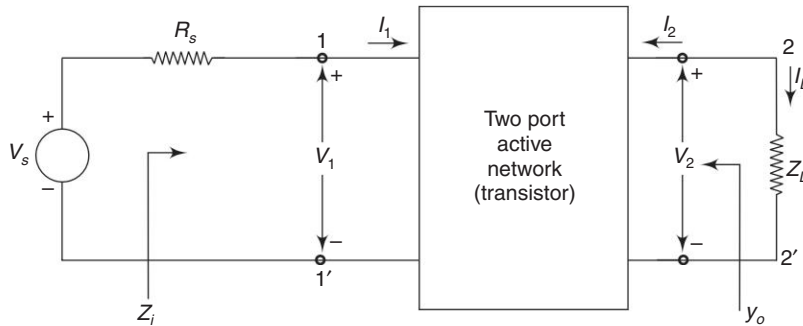 R_s
1
I_1
I_2
2
I_L
+
+
+
V_s
–
V_1
Two port
active
network
(transistor)
V_2
Z_L
–
–
1′
2′
Z_i
y_o